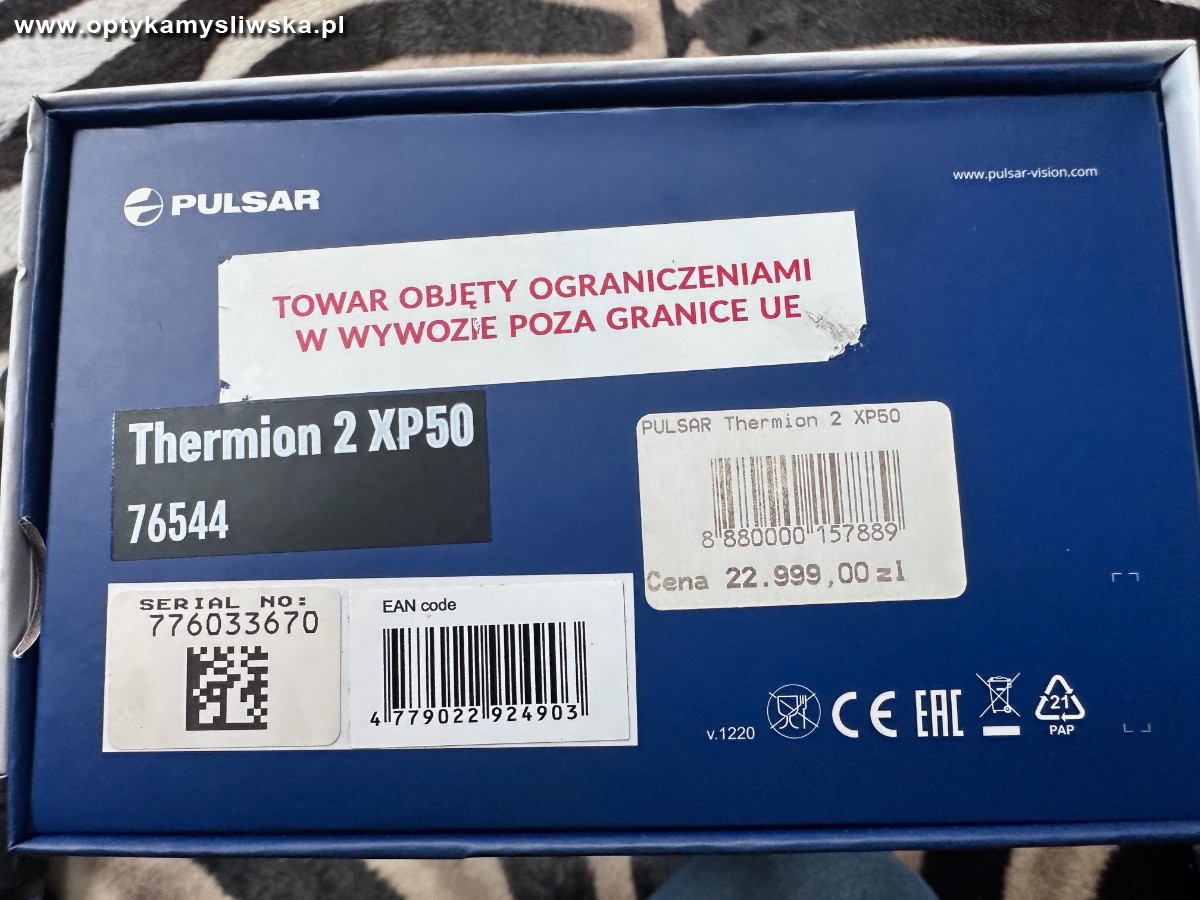 www.optykamysliwska.pl
PULSAR
www.pulsar-vision.com
TOWAR OBJĘTY OGRANICZENIAMI
W WYWOZIE POZA GRANICE UE
Thermion 2 XP50
76544
PULSAR Thermion 2 XP50
8 880000 157889
Cena 22.999,00 zl
SERIAL NO:
776033670
EAN code
4 779022 924903
v.1220
CE
EAC
21
PAP